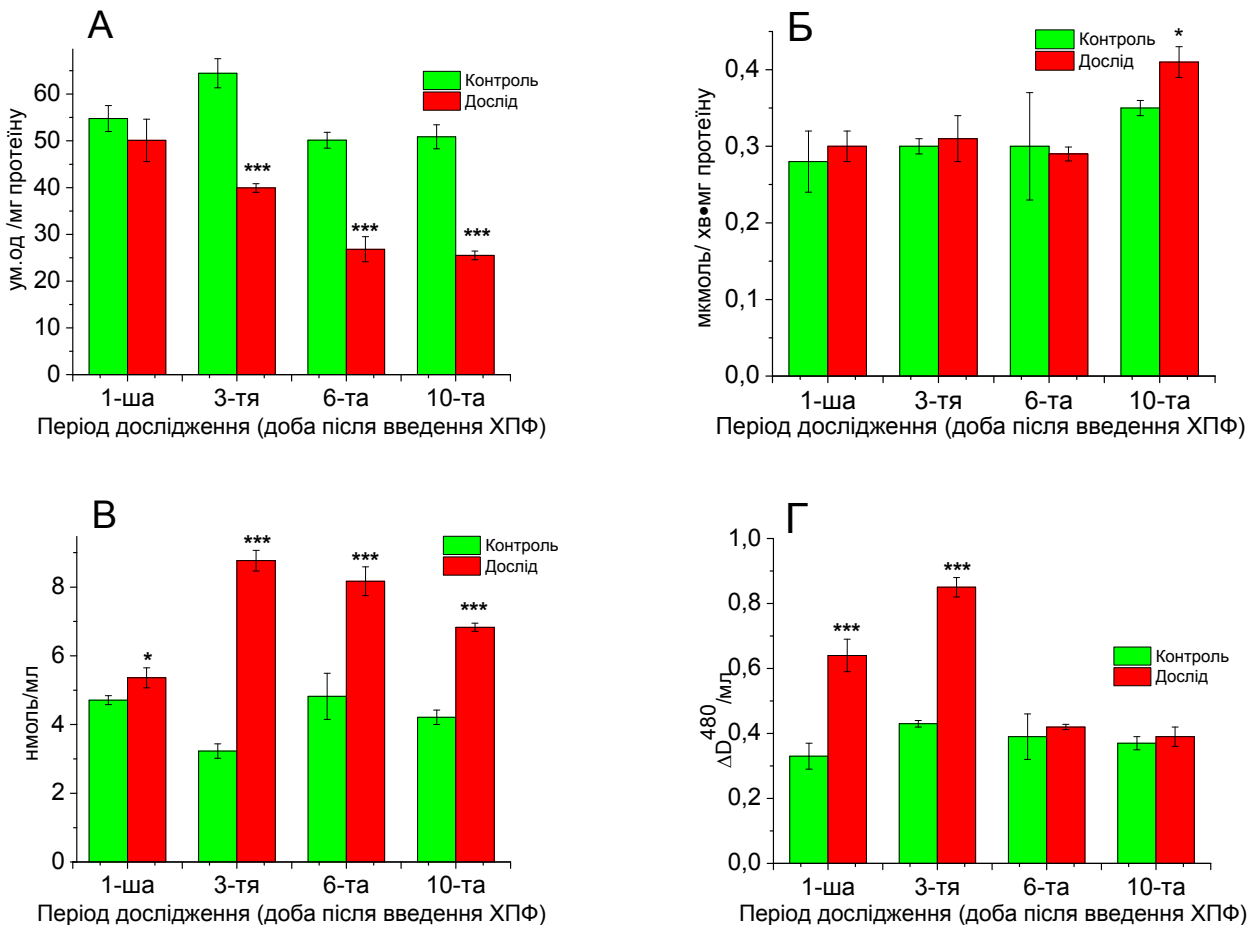 А
Контроль
Дослід
ум.од /мг протеїну
60
50
40
30
20
10
0
***
***
***
1-ша 3-тя 6-та 10-та
Період дослідження (доба після введення ХПФ)
Б
Контроль
Дослід
мкмоль/ хв•мг протеїну
0,4
0,3
0,2
0,1
0,0
*
1-ша 3-тя 6-та 10-та
Період дослідження (доба після введення ХПФ)
В
Контроль
Дослід
нмоль/мл
8
6
4
2
0
*
***
***
***
1-ша 3-тя 6-та 10-та
Період дослідження (доба після введення ХПФ)
Г
Контроль
Дослід
ΔD480/мл
1,0
0,8
0,6
0,4
0,2
0,0
***
***
1-ша 3-тя 6-та 10-та
Період дослідження (доба після введення ХПФ)